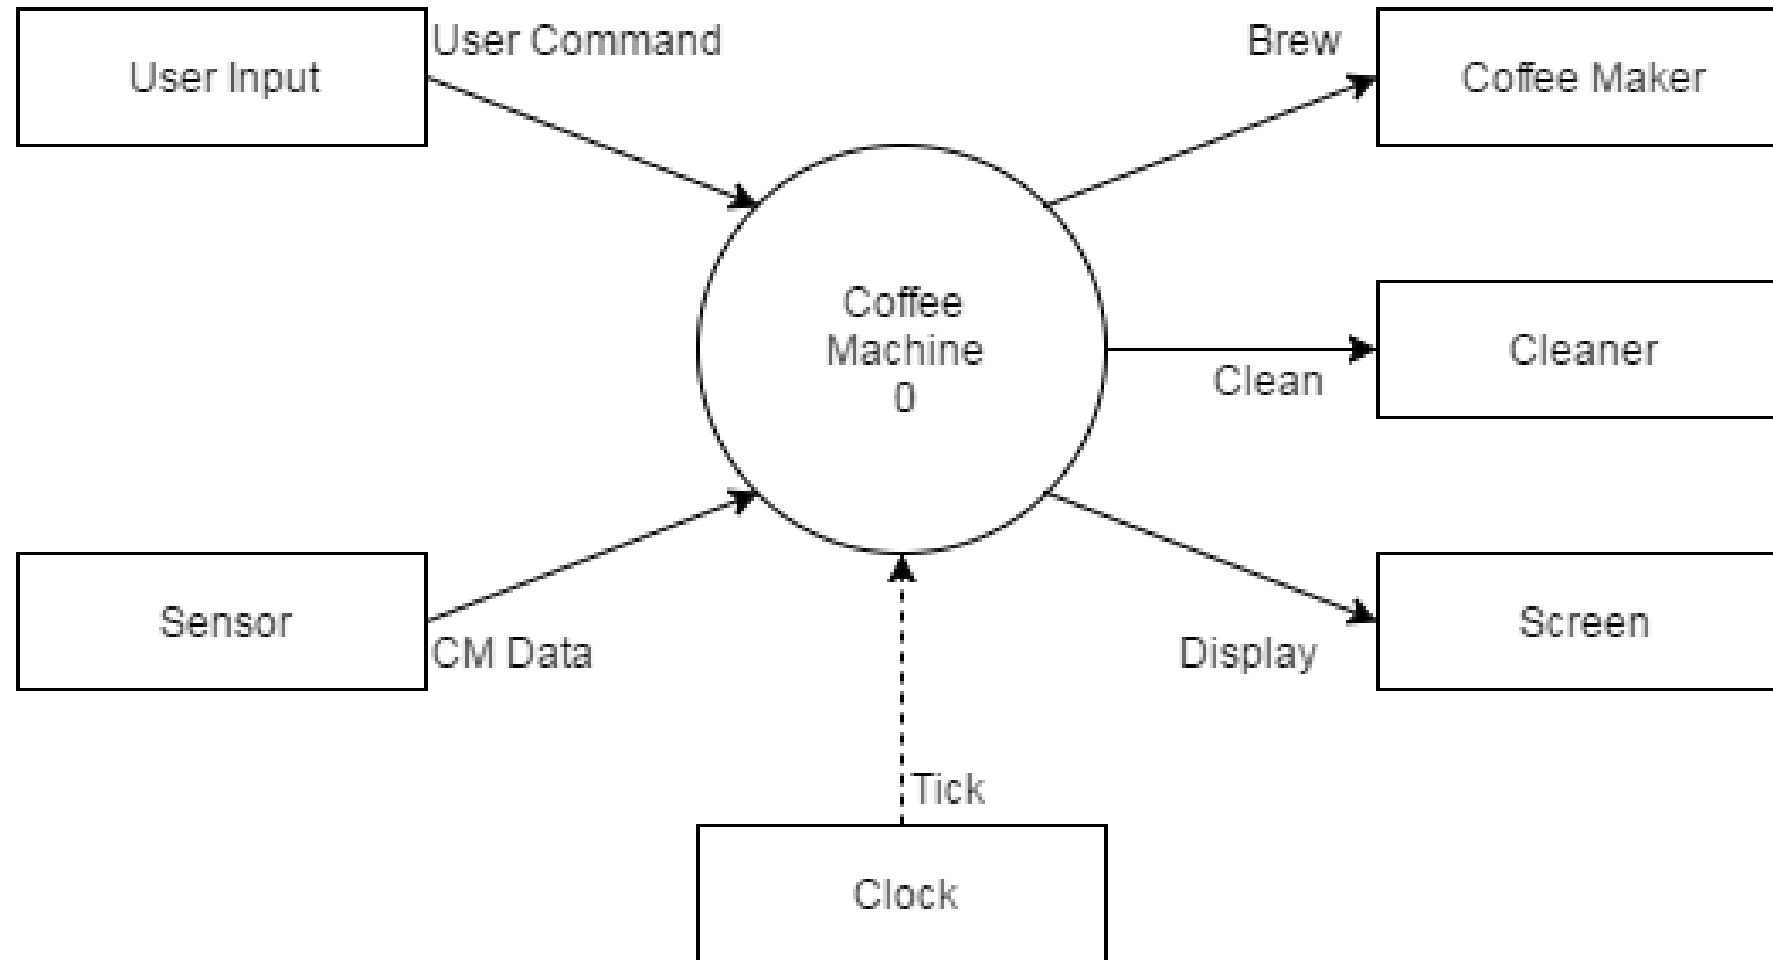 User Command
Brew
User Input
Coffee Maker
Coffee
Machine
0
Cleaner
Clean
Sensor
Screen
CM Data
Display
Tick
Clock